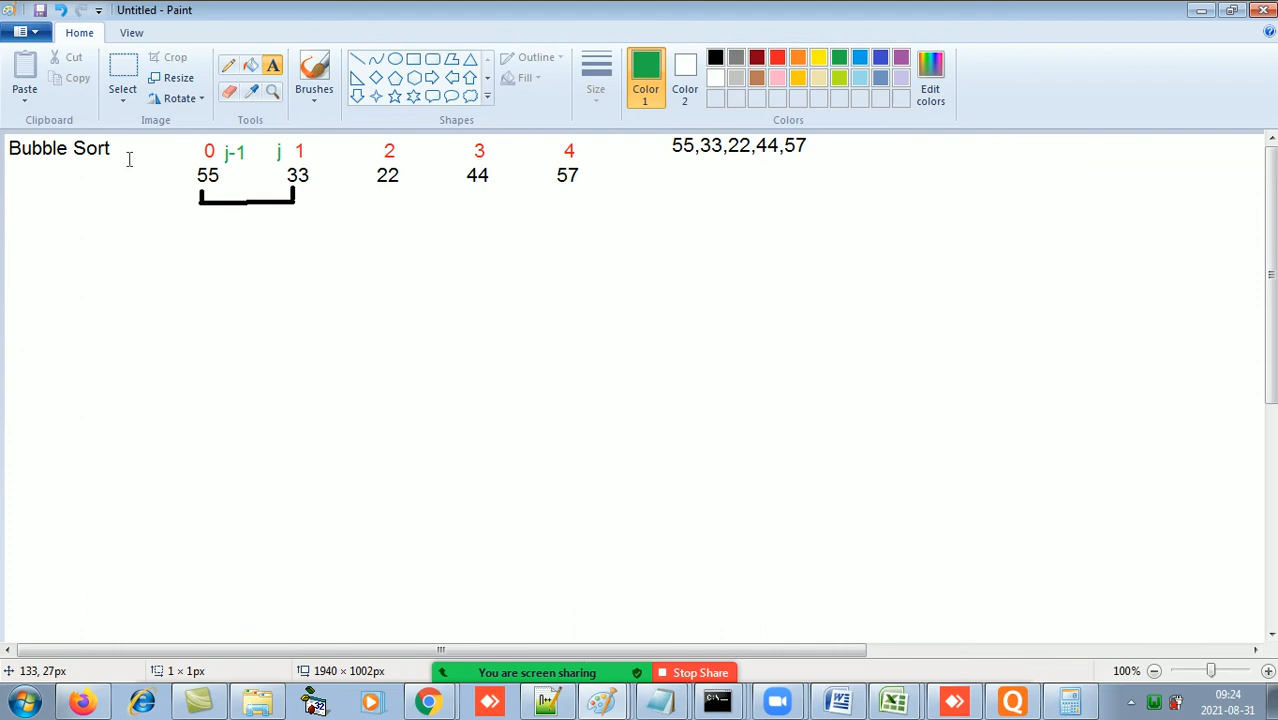 Untitled - Paint
Home View
Paste
Cut
Copy
Clipboard
Select
Crop
Resize
Rotate
Image
A
Tools
Brushes
Outline
Fill
Shapes
Size
Color 1
Color 2
Edit colors
Colors
Bubble Sort 0 j-1 j 1 2 3 4 55,33,22,44,57
55 33 22 44 57
133, 27px 1 × 1px 1940 × 1002px 100%
You are screen sharing Stop Share
32
C:\_
W
X
Q
09:24
2021-08-31